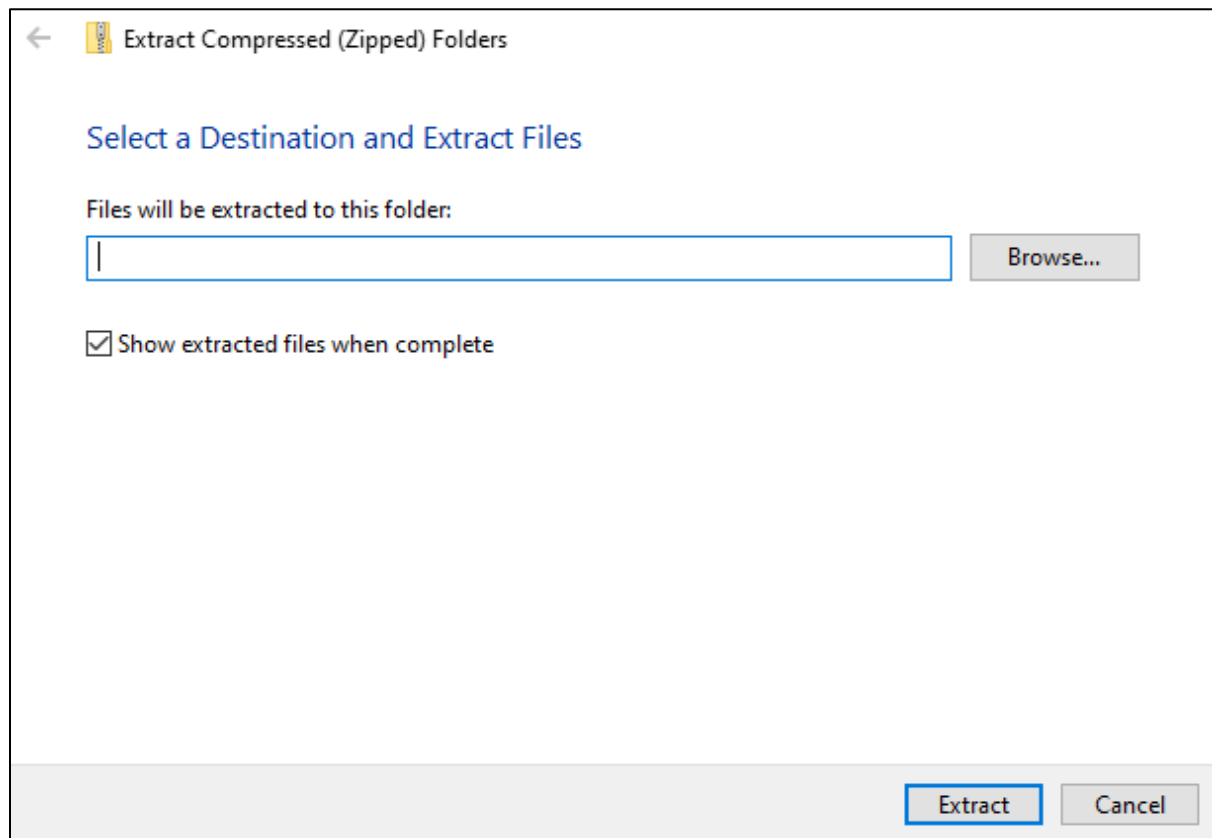 Extract Compressed (Zipped) Folders
Select a Destination and Extract Files
Files will be extracted to this folder:
Browse...
Show extracted files when complete
Extract Cancel